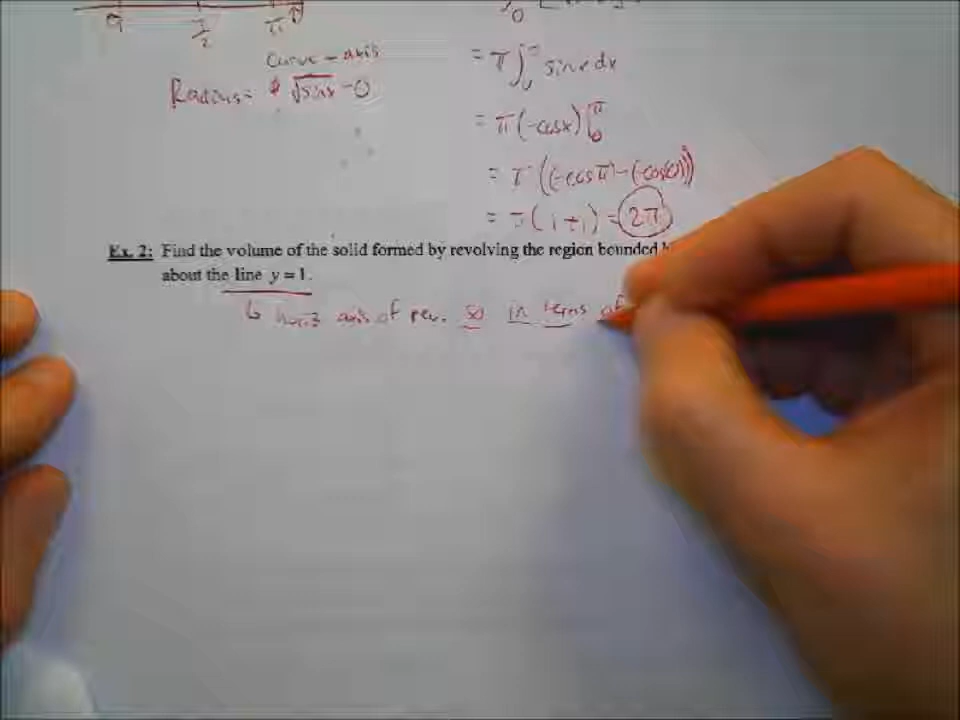 0
π/2
π
Curve - axis
Radius = √sinx - 0
0
= π∫ sinx dx
= π(-cosx)|₀^π
= π((-cosπ)-(-cos0))
= π(1+1) = 2π
Ex. 2: Find the volume of the solid formed by revolving the region bounded
about the line y = 1.
↳ horiz axis of rev. so in terms of